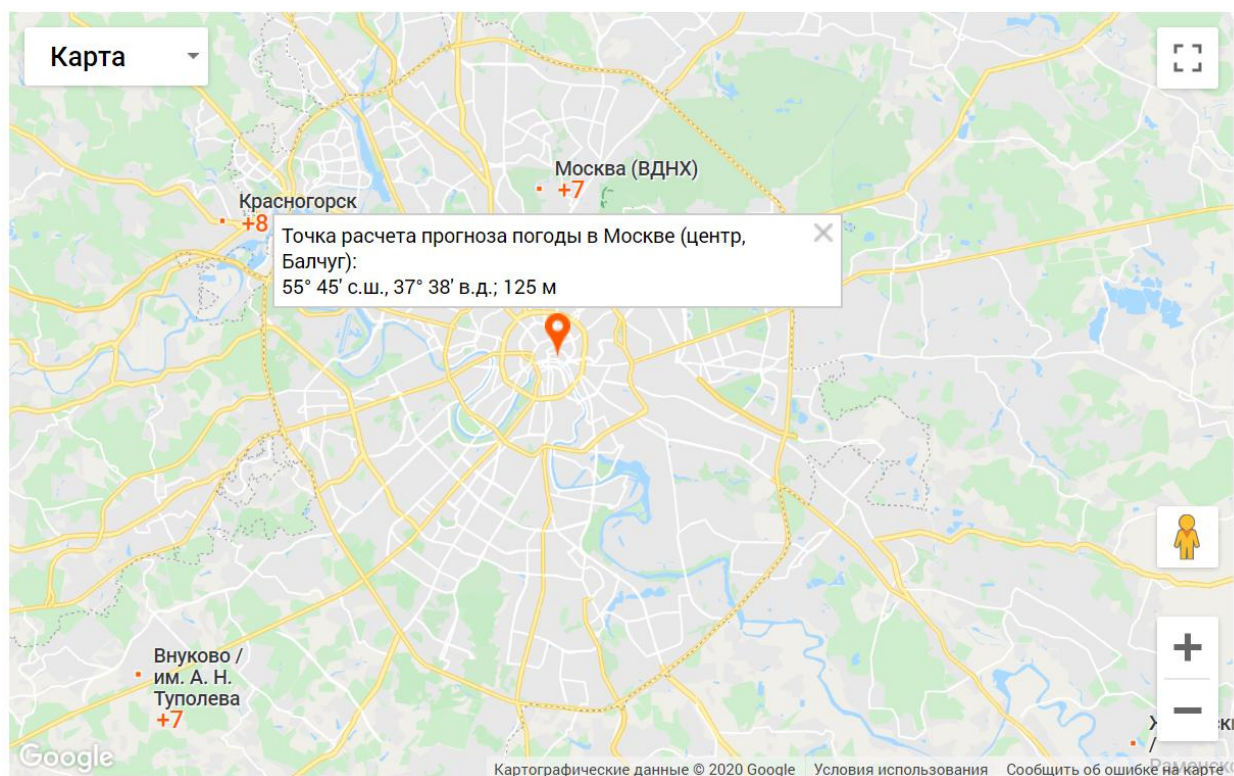 Карта
Москва (ВДНХ)
+7
Красногорск
+8
Точка расчета прогноза погоды в Москве (центр,
Балчуг):
55° 45' с.ш., 37° 38' в.д.; 125 м
Внуково /
им. А. Н.
Туполева
+7
Google
Картографические данные © 2020 Google
Условия использования
Сообщить об ошибке на карте